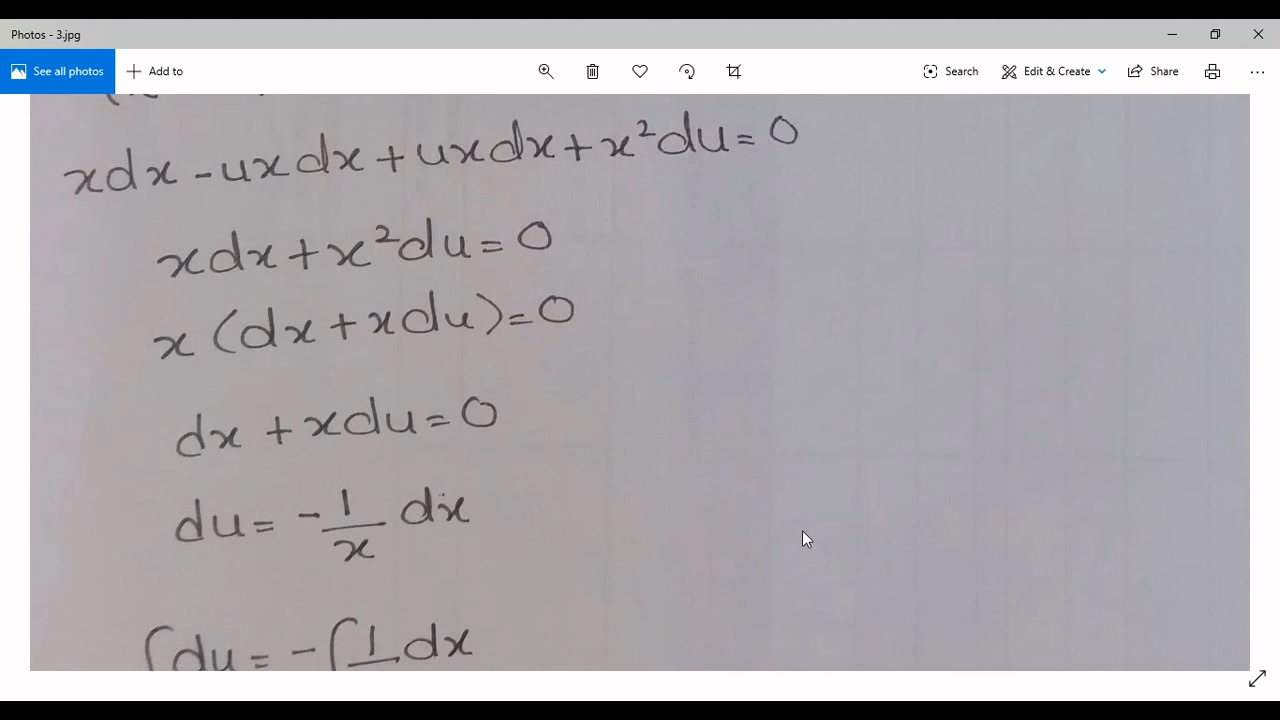 Photos - 3.jpg
See all photos
Add to
Search
Edit & Create
Share
xdx - uxdx + uxdx + x²du = 0
xdx + x²du = 0
x (dx + xdu) = 0
dx + xdu = 0
du = - 1/x dx
∫du = -∫1 dx